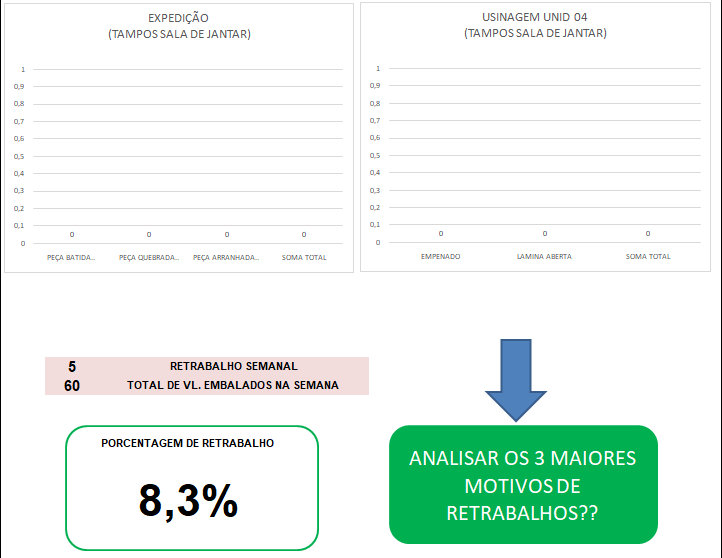 EXPEDIÇÃO
(TAMPOS SALA DE JANTAR)
1
0,9
0,8
0,7
0,6
0,5
0,4
0,3
0,2
0,1
0
0 0 0 0
PEÇA BATIDA.. PEÇA QUEBRADA.. PEÇA ARRANHADA.. SOMA TOTAL
USINAGEM UNID 04
(TAMPOS SALA DE JANTAR)
1
0,9
0,8
0,7
0,6
0,5
0,4
0,3
0,2
0,1
0
0 0 0
EMPENADO LAMINA ABERTA SOMA TOTAL
5 RETRABALHO SEMANAL
60 TOTAL DE VL. EMBALADOS NA SEMANA
PORCENTAGEM DE RETRABALHO
8,3%
ANALISAR OS 3 MAIORES
MOTIVOS DE
RETRABALHOS??